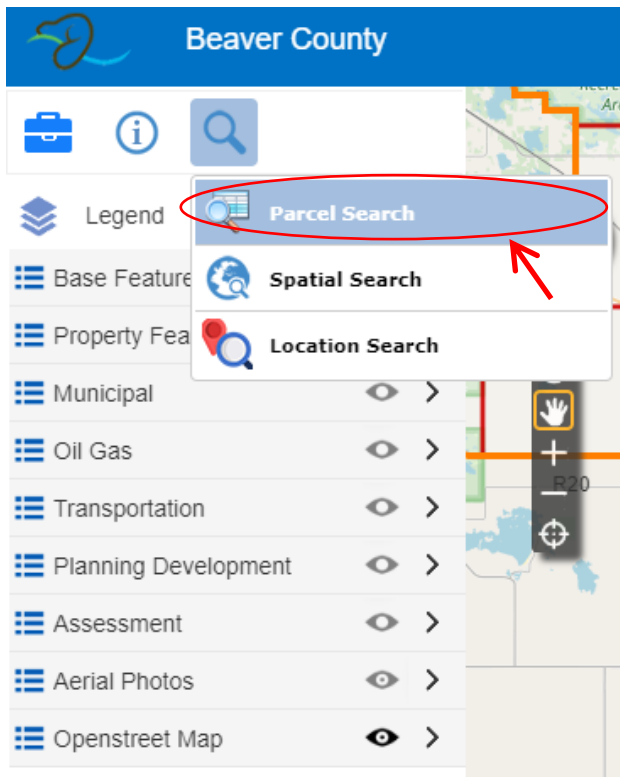 Beaver County
Legend
Parcel Search
Base Feature
Spatial Search
Property Fea
Location Search
Municipal
Oil Gas
R20
Transportation
Planning Development
Assessment
Aerial Photos
Openstreet Map